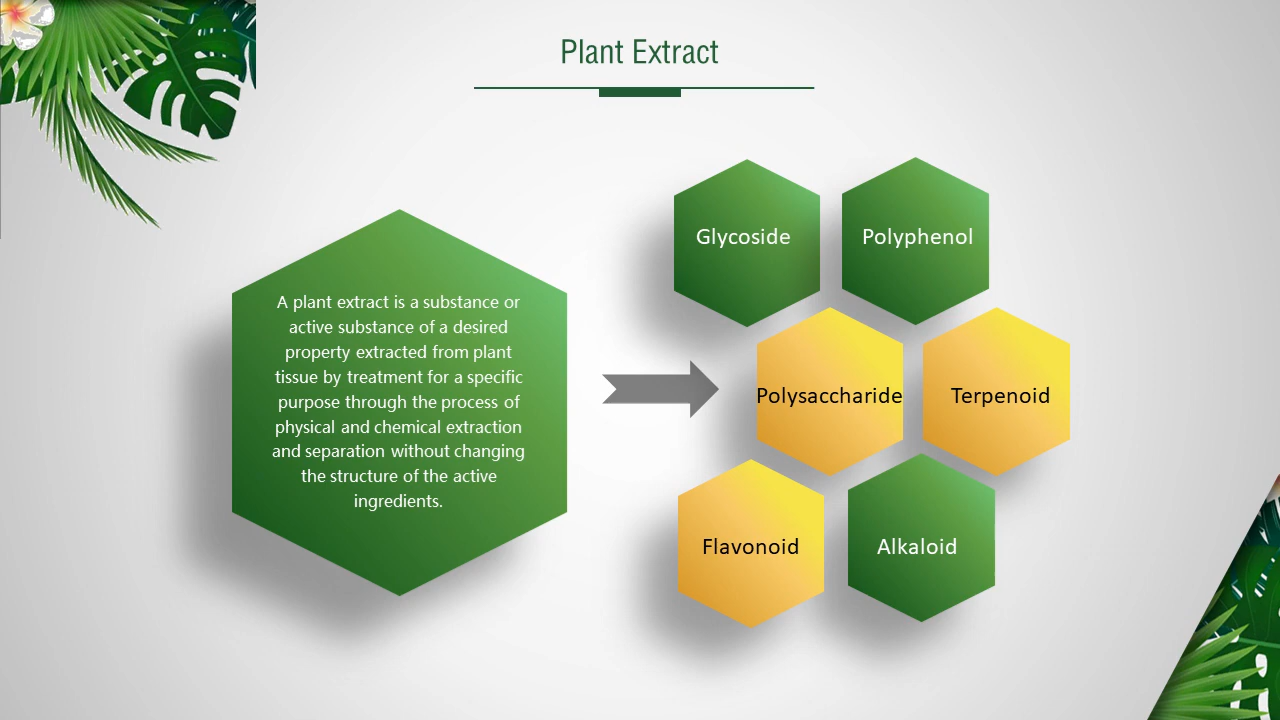 Plant Extract
A plant extract is a substance or
active substance of a desired
property extracted from plant
tissue by treatment for a specific
purpose through the process of
physical and chemical extraction
and separation without changing
the structure of the active
ingredients.
Glycoside
Polyphenol
Polysaccharide
Terpenoid
Flavonoid
Alkaloid